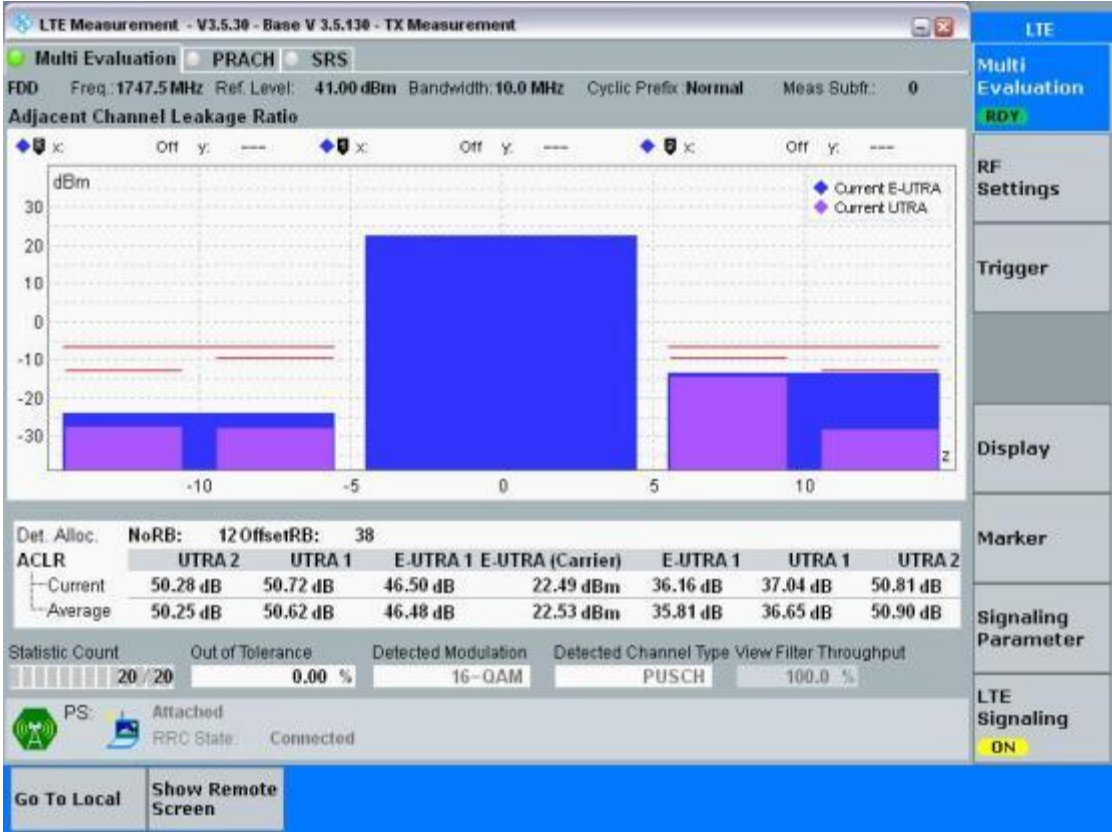 LTE Measurement - V3.5.30 - Base V 3.5.130 - TX Measurement
LTE
Multi Evaluation PRACH SRS
Multi Evaluation
RDY
FDD Freq.: 1747.5 MHz Ref. Level: 41.00 dBm Bandwidth: 10.0 MHz Cyclic Prefix: Normal Meas Subfr.: 0
Adjacent Channel Leakage Ratio
x: Off y: --- x: Off y: --- x: Off y: ---
dBm
Current E-UTRA
Current UTRA
30
20
10
0
-10
-20
-30
z
-10 -5 0 5 10
RF
Settings
Trigger
Display
Marker
Signaling
Parameter
LTE
Signaling
ON
Det. Alloc. NoRB: 12 OffsetRB: 38
ACLR UTRA 2 UTRA 1 E-UTRA 1 E-UTRA (Carrier) E-UTRA 1 UTRA 1 UTRA 2
Current 50.28 dB 50.72 dB 46.50 dB 22.49 dBm 36.16 dB 37.04 dB 50.81 dB
Average 50.25 dB 50.62 dB 46.48 dB 22.53 dBm 35.81 dB 36.65 dB 50.90 dB
Statistic Count Out of Tolerance Detected Modulation Detected Channel Type View Filter Throughput
20 / 20 0.00 % 16-QAM PUSCH 100.0 %
PS: Attached
RRC State: Connected
Go To Local
Show Remote
Screen